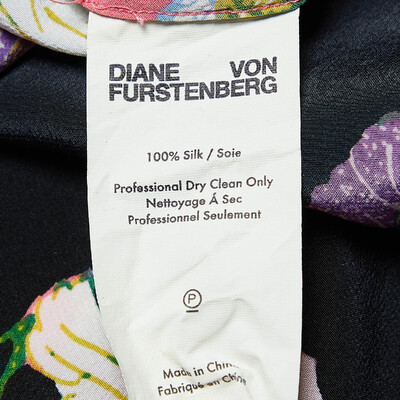 DIANE VON
FURSTENBERG
100% Silk / Soie
Professional Dry Clean Only
Nettoyage Á Sec
Professionnel Seulement
P
Made in China
Fabriqué en Chine